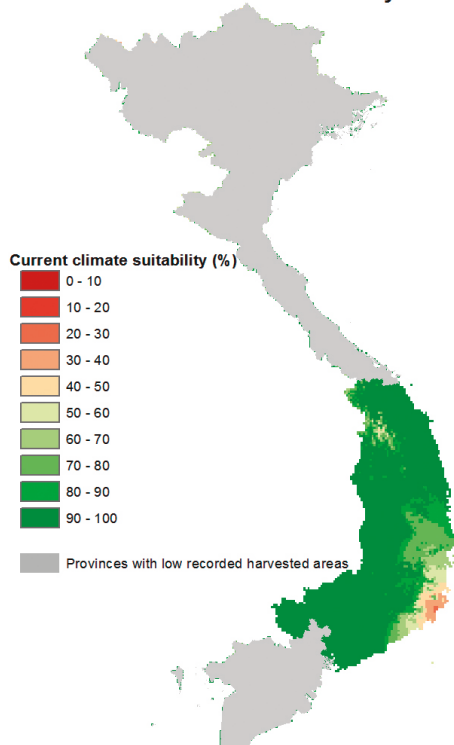 Current climate suitability (%)
0 - 10
10 - 20
20 - 30
30 - 40
40 - 50
50 - 60
60 - 70
70 - 80
80 - 90
90 - 100
Provinces with low recorded harvested areas